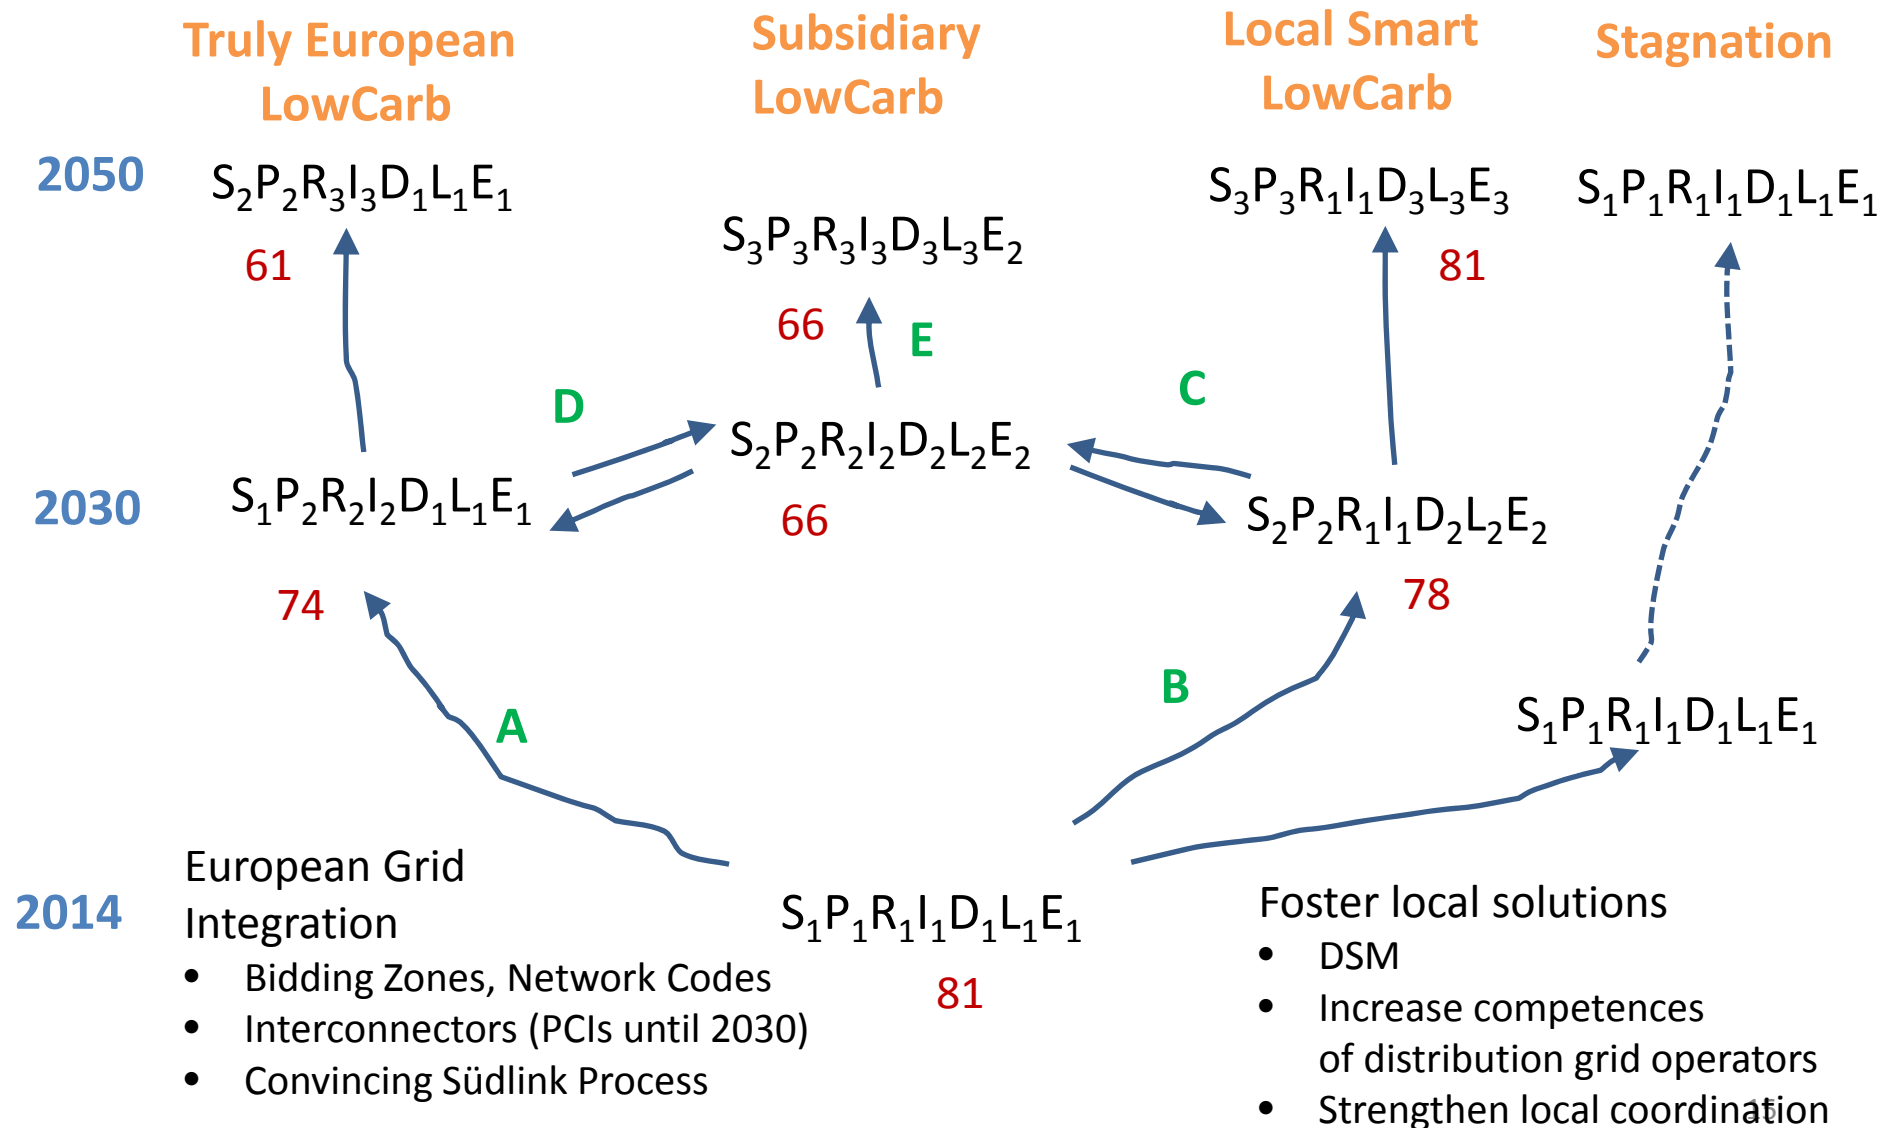 Truly European
LowCarb
Subsidiary
LowCarb
Local Smart
LowCarb
Stagnation
2050
S₂P₂R₃I₃D₁L₁E₁
61
S₃P₃R₃I₃D₃L₃E₂
66
E
S₃P₃R₁I₁D₃L₃E₃
81
S₁P₁R₁I₁D₁L₁E₁
D
C
2030
S₁P₂R₂I₂D₁L₁E₁
74
S₂P₂R₂I₂D₂L₂E₂
66
S₂P₂R₁I₁D₂L₂E₂
78
A
B
S₁P₁R₁I₁D₁L₁E₁
2014
European Grid
Integration
• Bidding Zones, Network Codes
• Interconnectors (PCIs until 2030)
• Convincing Südlink Process
S₁P₁R₁I₁D₁L₁E₁
81
Foster local solutions
• DSM
• Increase competences
of distribution grid operators
• Strengthen local coordination
15